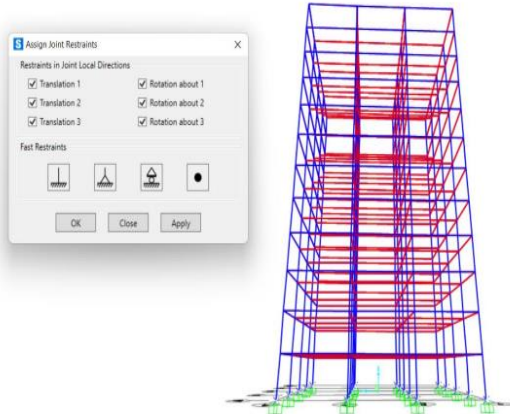 S Assign Joint Restraints X
Restraints in Joint Local Directions
Translation 1 Rotation about 1
Translation 2 Rotation about 2
Translation 3 Rotation about 3
Fast Restraints
OK Close Apply